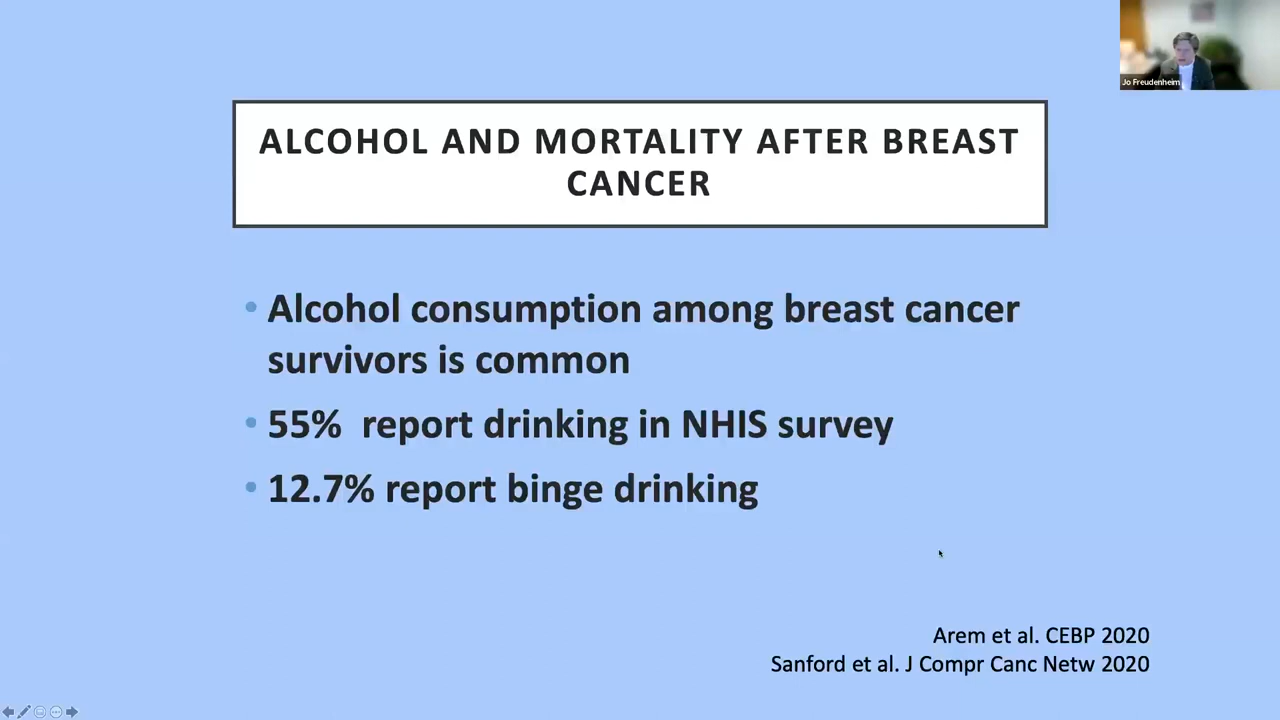 Jo Freudenheim
ALCOHOL AND MORTALITY AFTER BREAST
CANCER
• Alcohol consumption among breast cancer
survivors is common
• 55% report drinking in NHIS survey
• 12.7% report binge drinking
Arem et al. CEBP 2020
Sanford et al. J Compr Canc Netw 2020